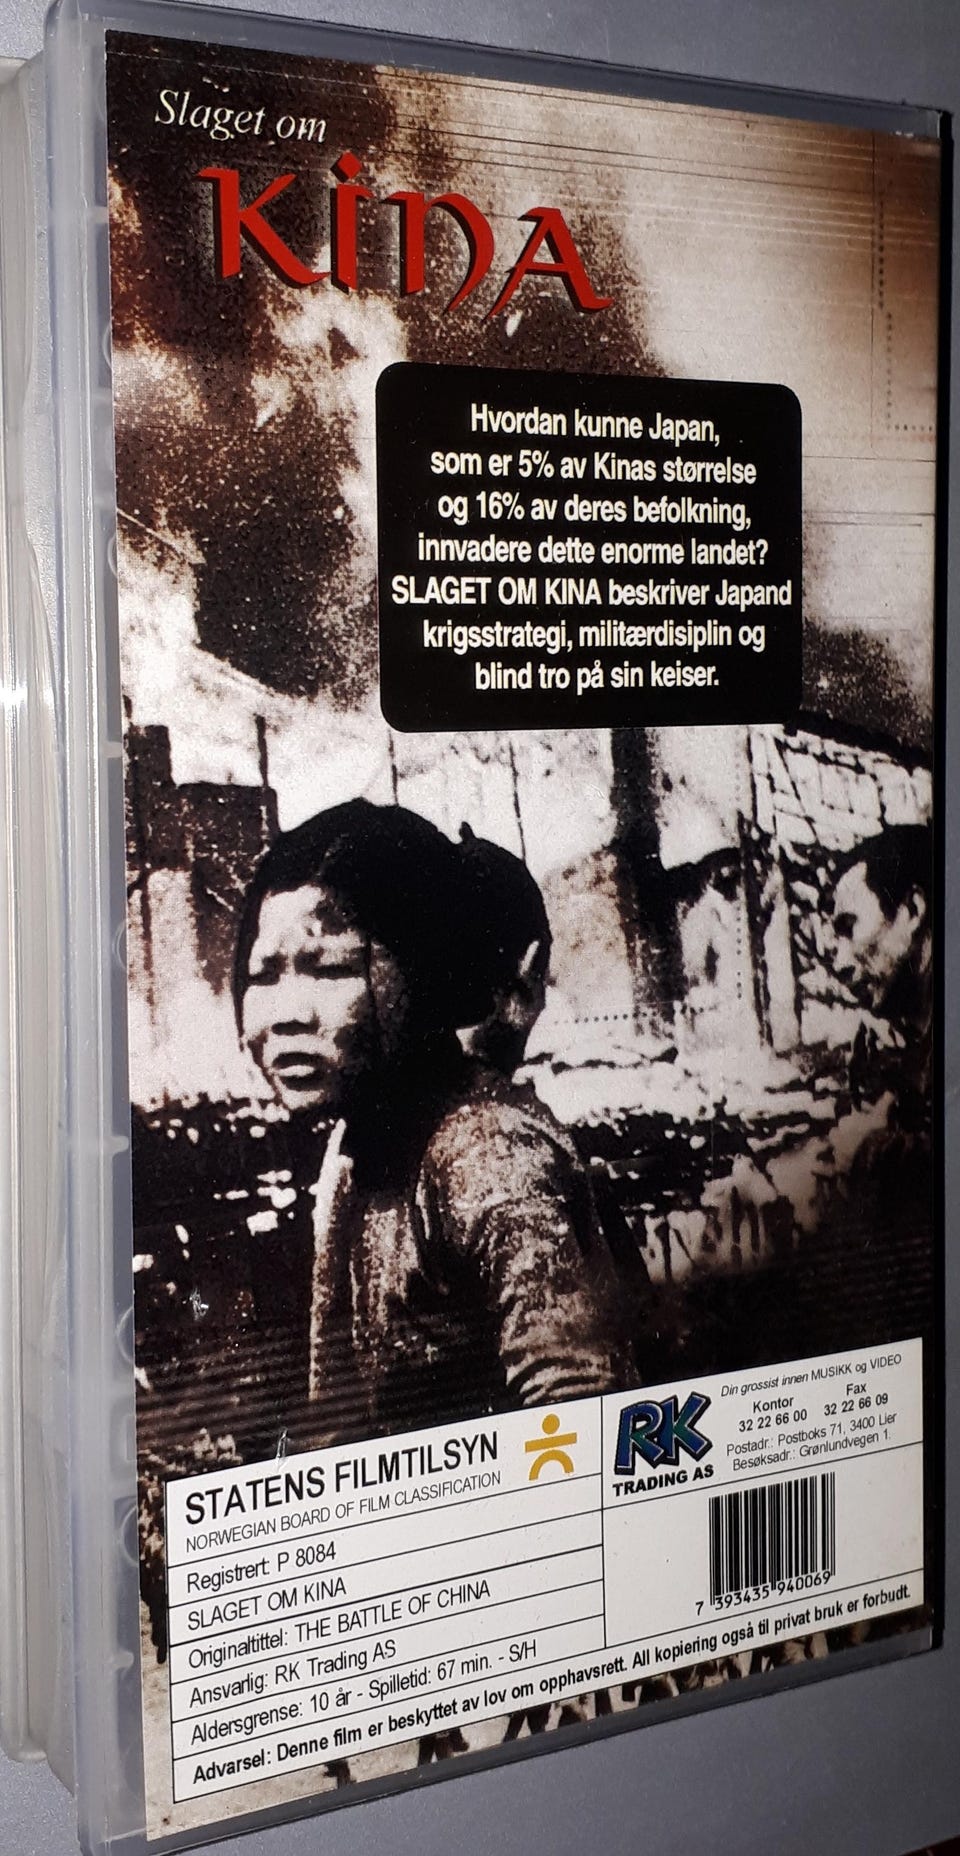 Slaget om
KINA
Hvordan kunne Japan,
som er 5% av Kinas størrelse
og 16% av deres befolkning,
innvadere dette enorme landet?
SLAGET OM KINA beskriver Japand
krigsstrategi, militærdisiplin og
blind tro på sin keiser.
STATENS FILMTILSYN
NORWEGIAN BOARD OF FILM CLASSIFICATION
Registrert: P 8084
SLAGET OM KINA
Originaltittel: THE BATTLE OF CHINA
Ansvarlig: RK Trading AS
Aldersgrense: 10 år - Spilletid: 67 min. - S/H
RK
TRADING AS
Din grossist innen MUSIKK og VIDEO
Kontor Fax
32 22 66 00 32 22 66 09
Postadr.: Postboks 71, 3400 Lier
Besøksadr.: Grønlundvegen 1.
7 393435 940069
Advarsel: Denne film er beskyttet av lov om opphavsrett. All kopiering også til privat bruk er forbudt.